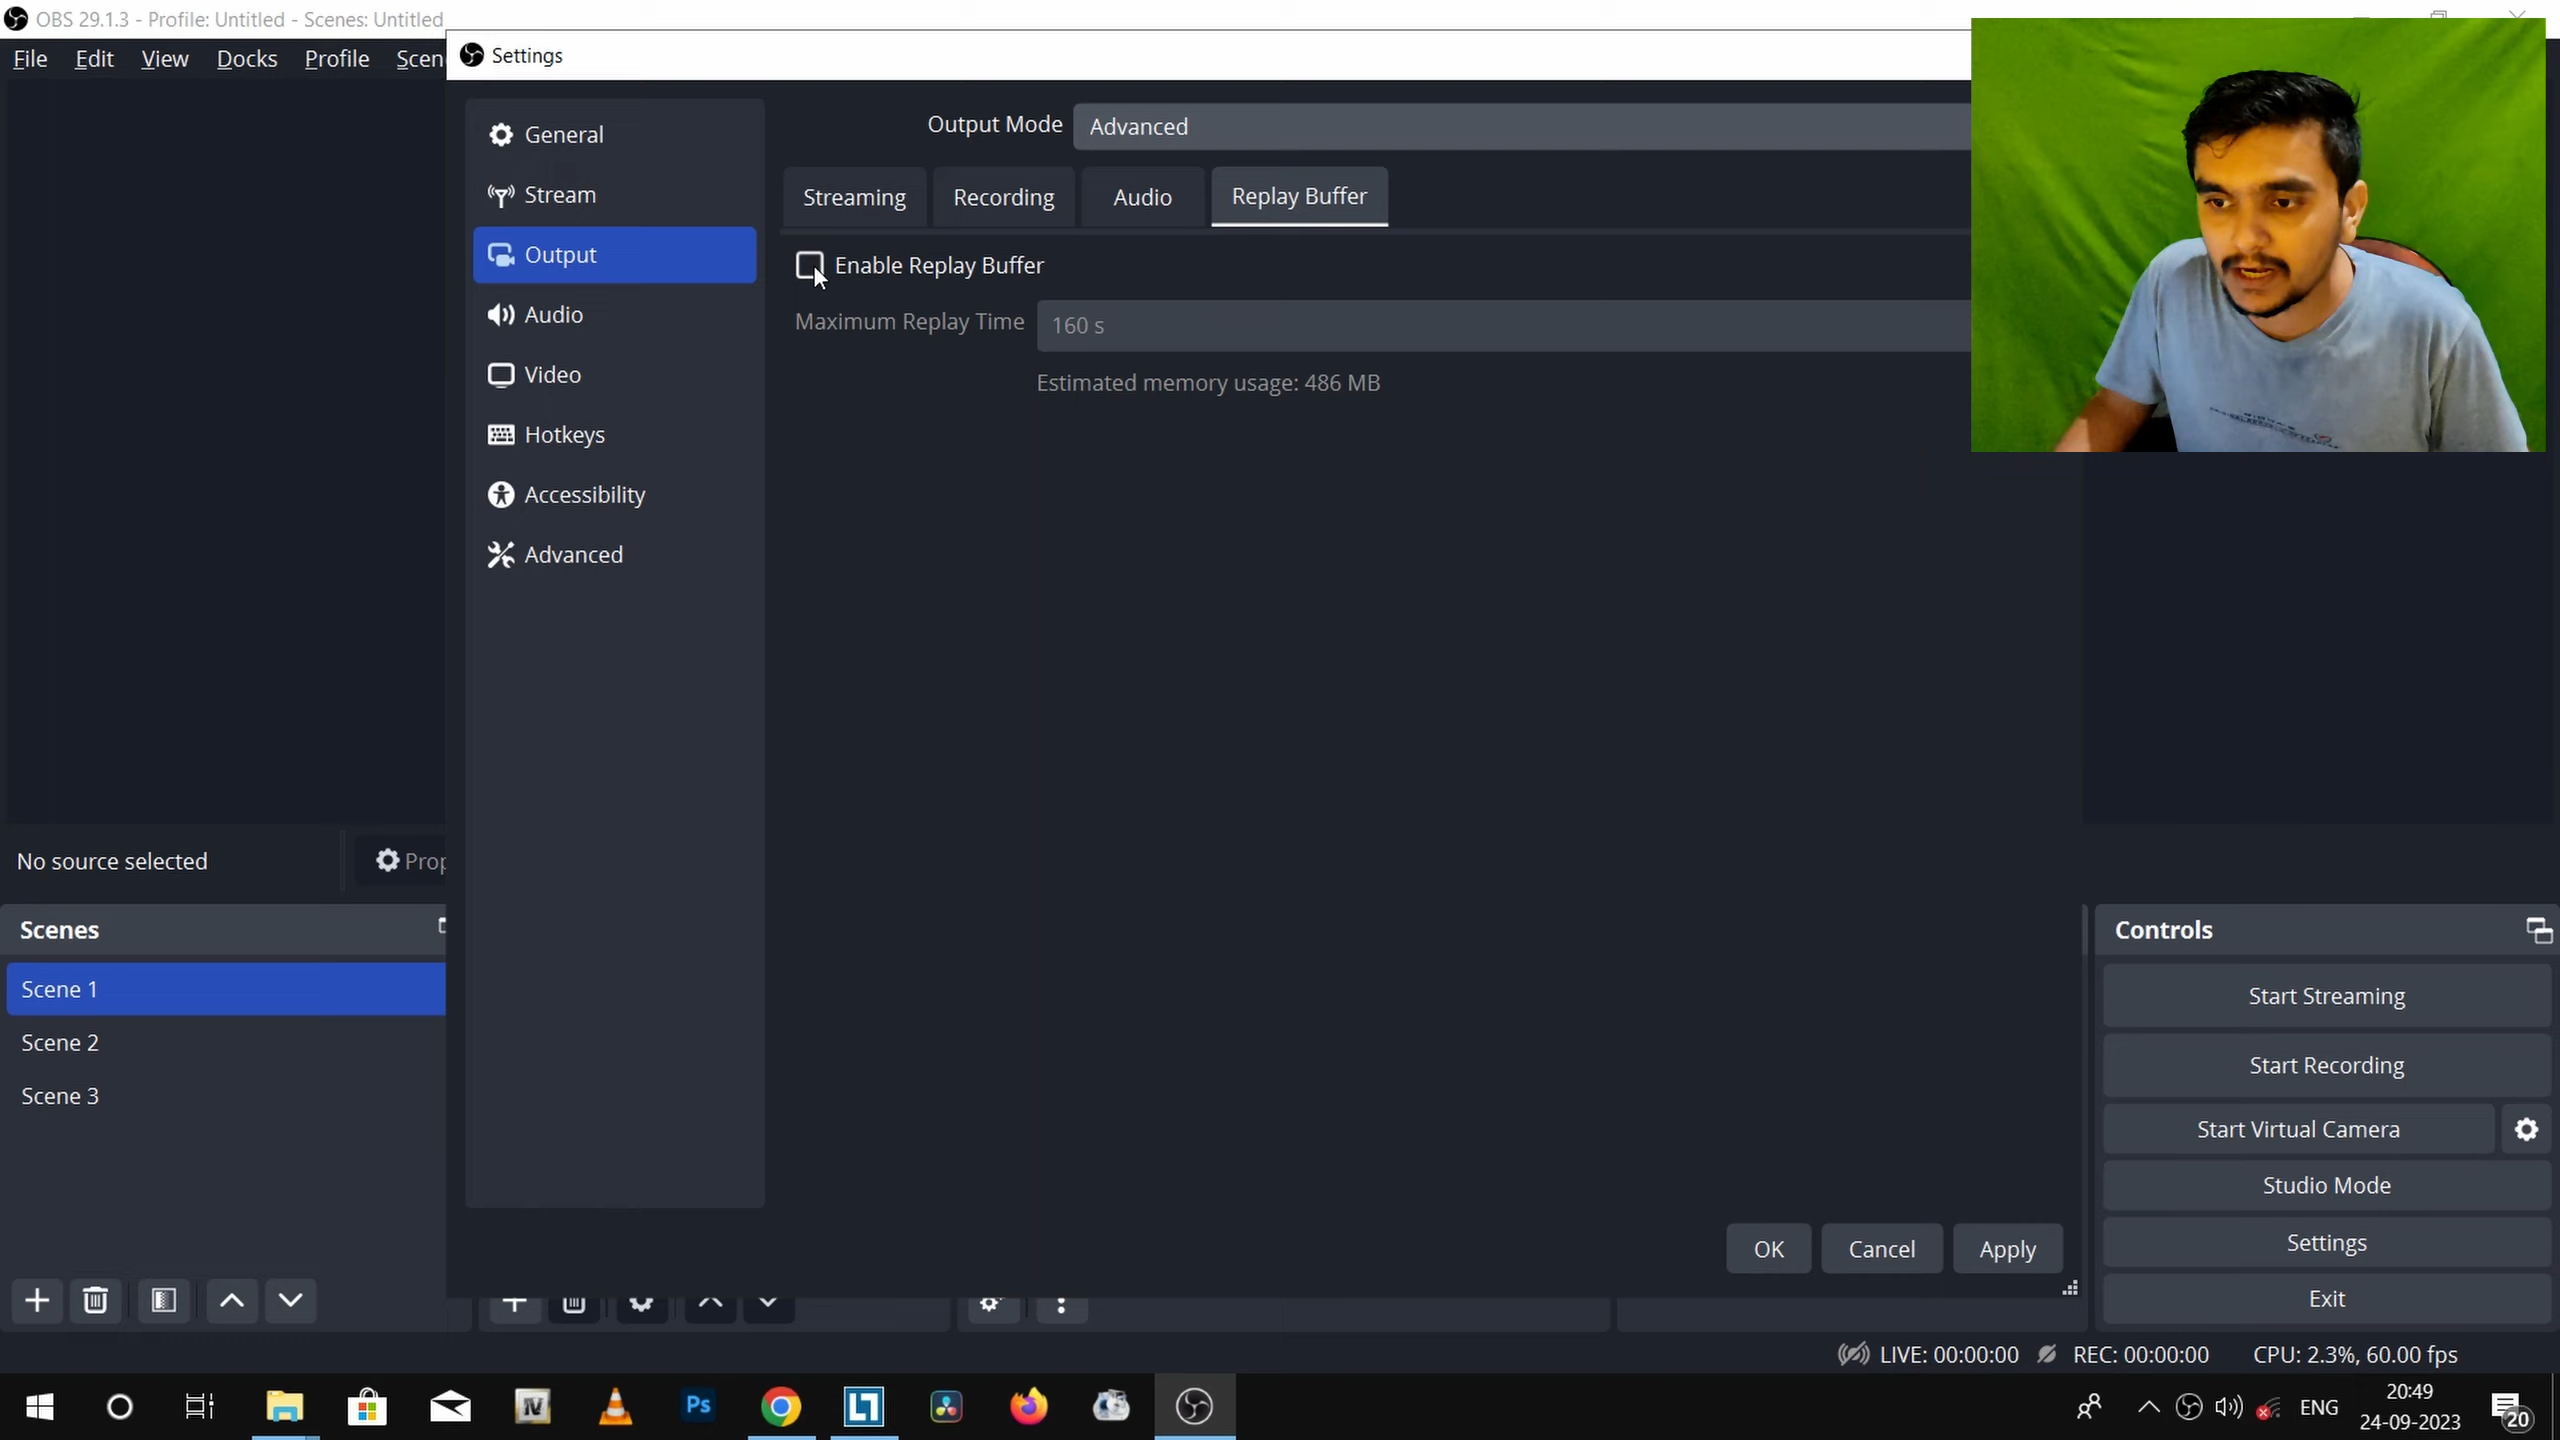 OBS 29.1.3 - Profile: Untitled - Scenes: Untitled
File Edit View Docks Profile
Settings
General
Stream
Output
Audio
Video
Hotkeys
Accessibility
Advanced
Output Mode Advanced
Streaming Recording Audio Replay Buffer
Enable Replay Buffer
Maximum Replay Time 160 s
Estimated memory usage: 486 MB
No source selected
Scenes
Scene 1
Scene 2
Scene 3
OK Cancel Apply
Controls
Start Streaming
Start Recording
Start Virtual Camera
Studio Mode
Settings
Exit
LIVE: 00:00:00 REC: 00:00:00 CPU: 2.3%, 60.00 fps
Ps
ENG
20:49
24-09-2023
20